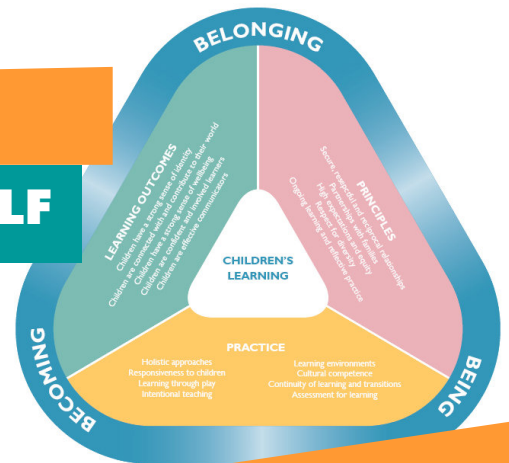 BELONGING
LF
LEARNING OUTCOMES
Children have a strong sense of identity
Children are connected with and contribute to their world
Children have a strong sense of wellbeing
Children are confident and involved learners
Children are effective communicators
PRINCIPLES
Secure, respectful and reciprocal relationships
Partnerships with families
High expectations and equity
Respect for diversity
Ongoing learning and reflective practice
CHILDREN'S
LEARNING
PRACTICE
Holistic approaches
Responsiveness to children
Learning through play
Intentional teaching
Learning environments
Cultural competence
Continuity of learning and transitions
Assessment for learning
BECOMING
BEING